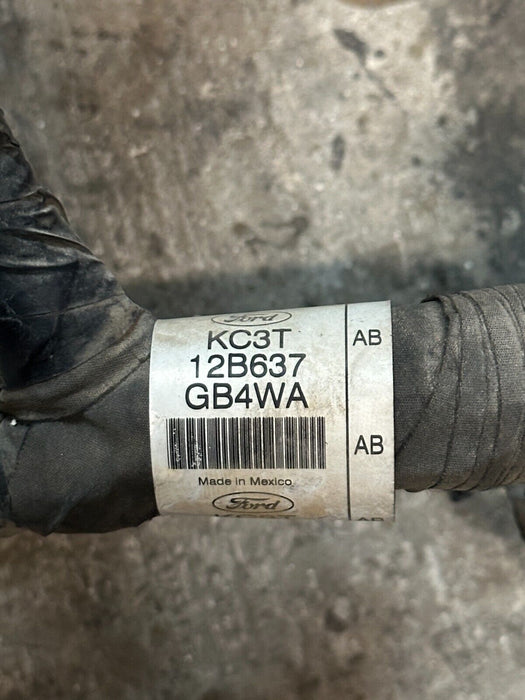 Ford
KC3T AB
12B637
GB4WA
AB
Made in Mexico
Ford